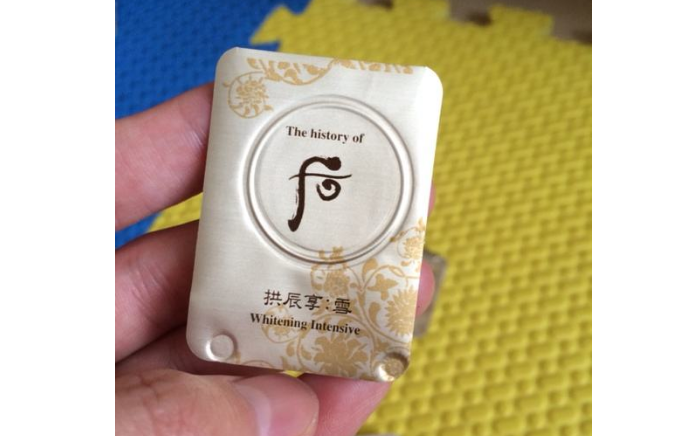 The history of
后
拱辰享:雪
Whitening Intensive